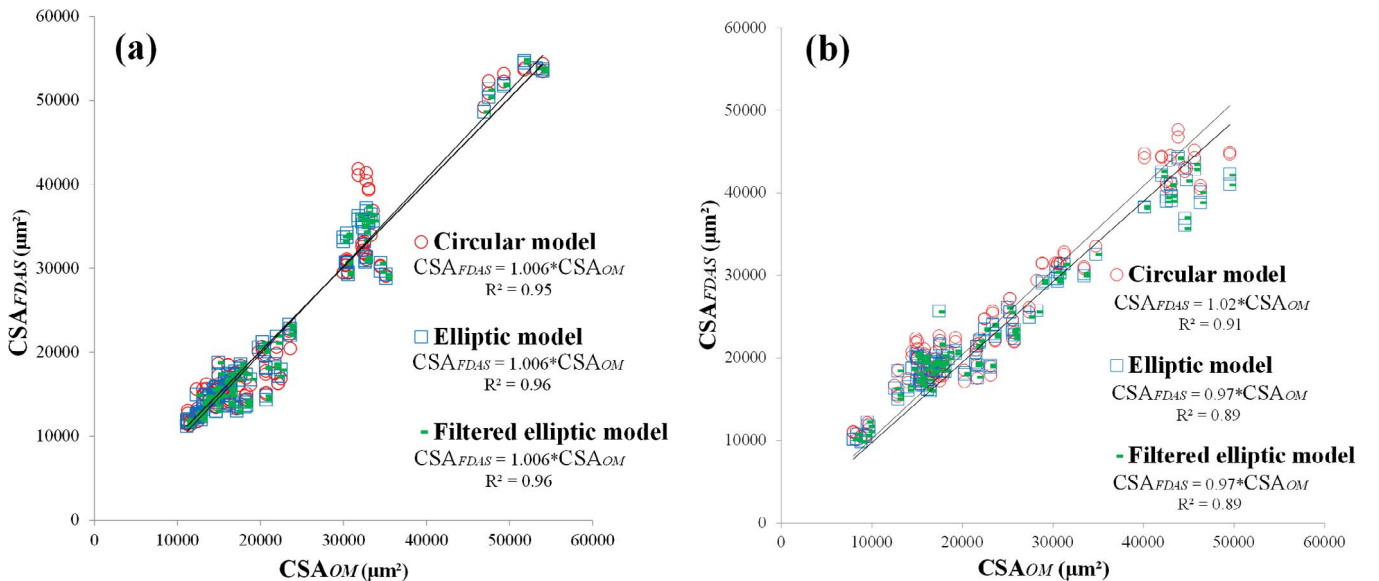 (a)
60000
50000
40000
30000
20000
10000
0
CSAFDAS (µm²)
Circular model
CSAFDAS = 1.006*CSAOM
R² = 0.95
Elliptic model
CSAFDAS = 1.006*CSAOM
R² = 0.96
Filtered elliptic model
CSAFDAS = 1.006*CSAOM
R² = 0.96
0 10000 20000 30000 40000 50000 60000
CSAOM (µm²)
(b)
60000
50000
40000
30000
20000
10000
0
CSAFDAS (µm²)
Circular model
CSAFDAS = 1.02*CSAOM
R² = 0.91
Elliptic model
CSAFDAS = 0.97*CSAOM
R² = 0.89
Filtered elliptic model
CSAFDAS = 0.97*CSAOM
R² = 0.89
0 10000 20000 30000 40000 50000 60000
CSAOM (µm²)